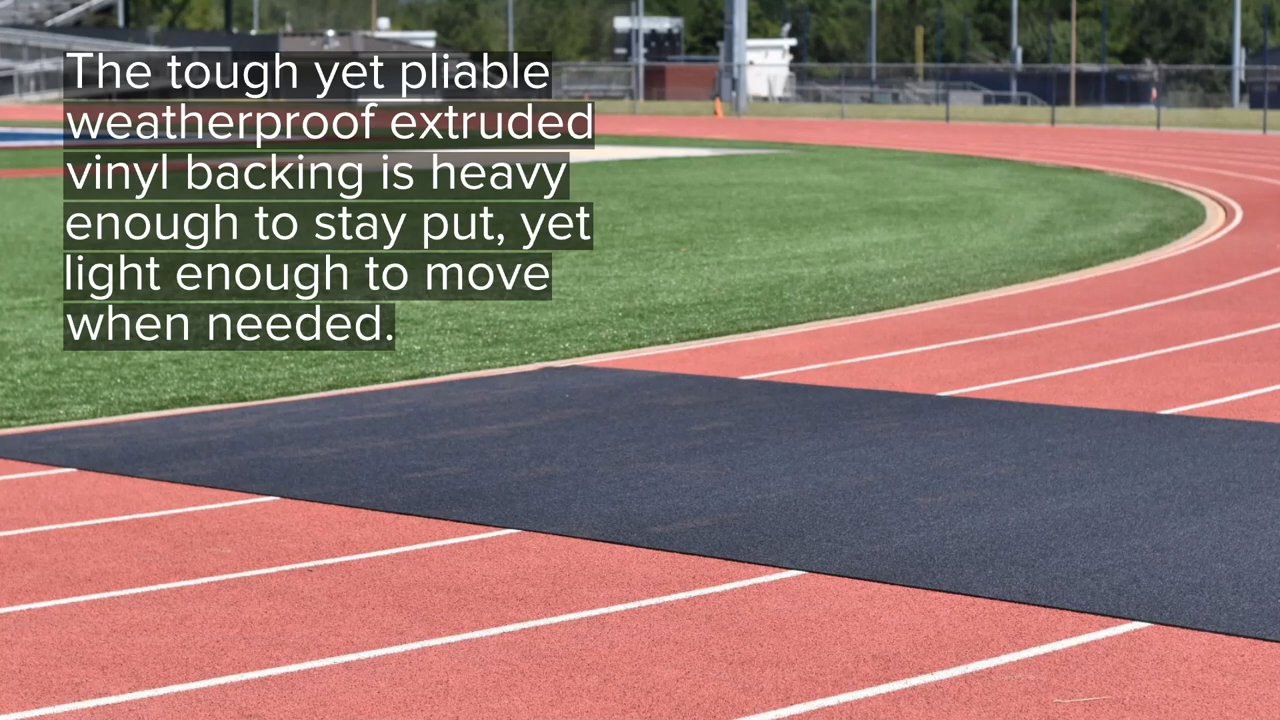 The tough yet pliable
weatherproof extruded
vinyl backing is heavy
enough to stay put, yet
light enough to move
when needed.